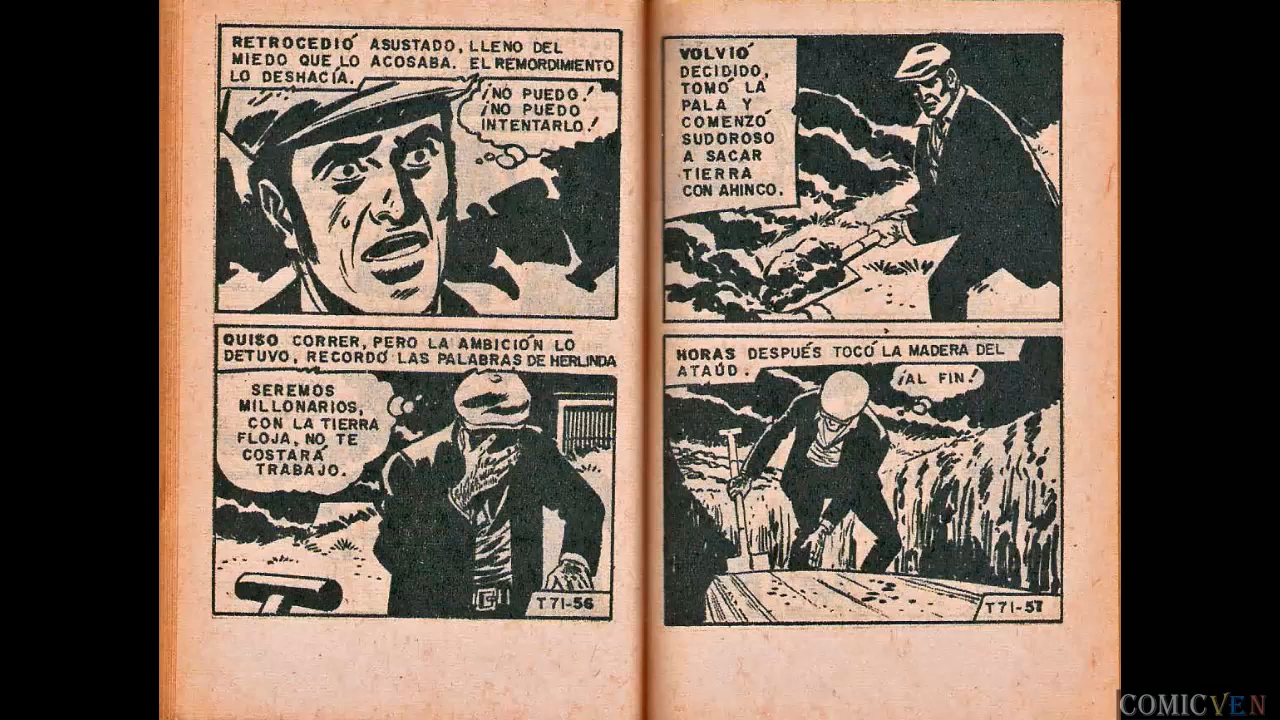 RETROCEDIÓ ASUSTADO, LLENO DEL
MIEDO QUE LO ACOSABA. EL REMORDIMIENTO
LO DESHACÍA.
¡NO PUEDO!
¡NO PUEDO
INTENTARLO!
QUISO CORRER, PERO LA AMBICIÓN LO
DETUVO, RECORDÓ LAS PALABRAS DE HERLINDA
SEREMOS
MILLONARIOS,
CON LA TIERRA
FLOJA, NO TE
COSTARÁ
TRABAJO.
T71-56
VOLVIÓ
DECIDIDO,
TOMÓ LA
PALA Y
COMENZÓ
SUDOROSO
A SACAR
TIERRA
CON AHINCO.
HORAS DESPUÉS TOCÓ LA MADERA DEL
ATAÚD.
¡AL FIN!
T71-57
COMICVEN